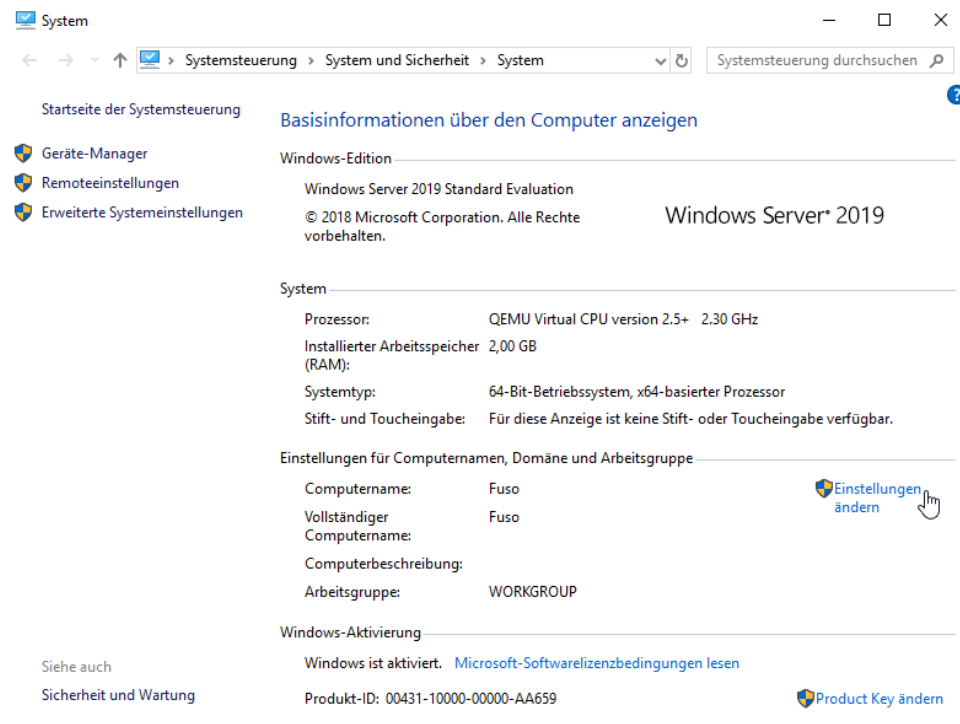 System
Systemsteuerung › System und Sicherheit › System
Systemsteuerung durchsuchen
?
Startseite der Systemsteuerung
Geräte-Manager
Remoteeinstellungen
Erweiterte Systemeinstellungen
Basisinformationen über den Computer anzeigen
Windows-Edition
Windows Server 2019 Standard Evaluation
© 2018 Microsoft Corporation. Alle Rechte
vorbehalten.
Windows Server® 2019
System
Prozessor: QEMU Virtual CPU version 2.5+ 2.30 GHz
Installierter Arbeitsspeicher 2,00 GB
(RAM):
Systemtyp: 64-Bit-Betriebssystem, x64-basierter Prozessor
Stift- und Toucheingabe: Für diese Anzeige ist keine Stift- oder Toucheingabe verfügbar.
Einstellungen für Computernamen, Domäne und Arbeitsgruppe
Computername: Fuso
Einstellungen
ändern
Vollständiger Fuso
Computername:
Computerbeschreibung:
Arbeitsgruppe: WORKGROUP
Windows-Aktivierung
Windows ist aktiviert. Microsoft-Softwarelizenzbedingungen lesen
Produkt-ID: 00431-10000-00000-AA659
Product Key ändern
Siehe auch
Sicherheit und Wartung